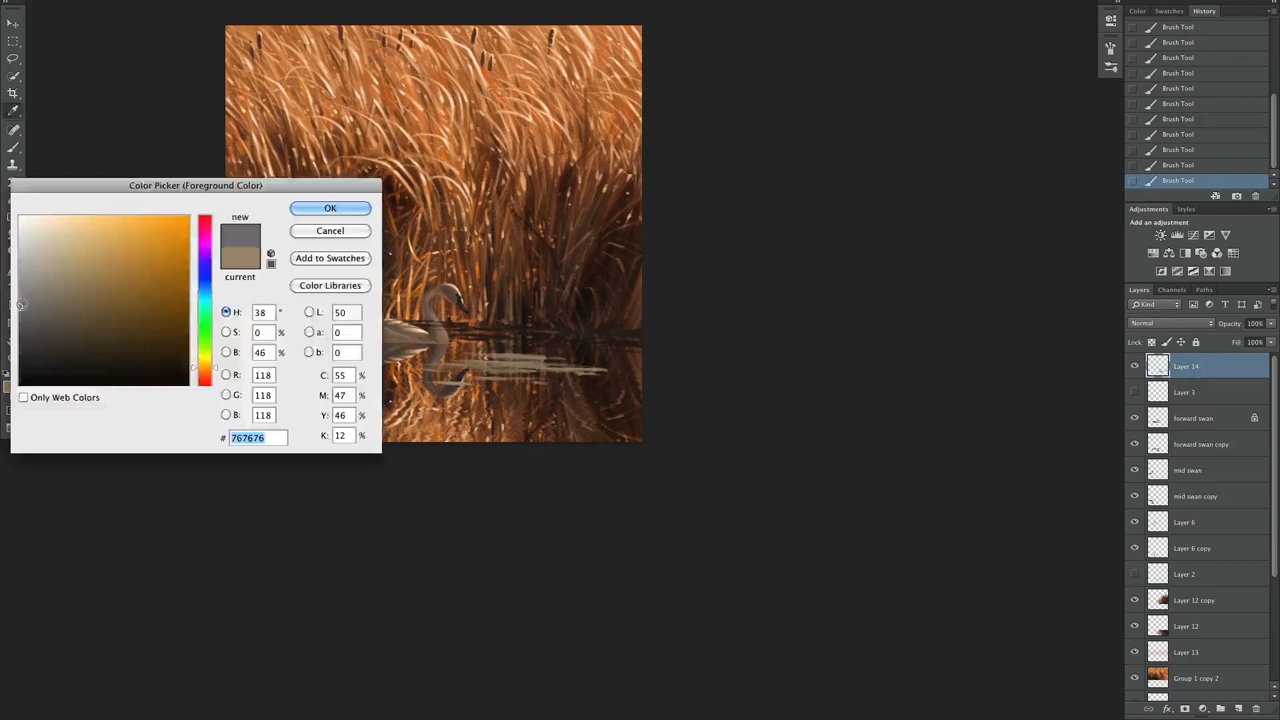 Color Swatches History
Brush Tool
Brush Tool
Brush Tool
Brush Tool
Brush Tool
Brush Tool
Brush Tool
Brush Tool
Brush Tool
Brush Tool
Brush Tool
Color Picker (Foreground Color)
new
current
OK
Cancel
Add to Swatches
Color Libraries
H: 38 °
S: 0 %
B: 46 %
R: 118
G: 118
B: 118
# 767676
L: 50
a: 0
b: 0
C: 55 %
M: 47 %
Y: 46 %
K: 12 %
Only Web Colors
Adjustments Styles
Add an adjustment
Layers Channels Paths
Kind
Normal Opacity: 100%
Lock: Fill: 100%
Layer 14
Layer 3
forward swan
forward swan copy
mid swan
mid swan copy
Layer 6
Layer 6 copy
Layer 2
Layer 12 copy
Layer 12
Layer 13
Group 1 copy 2
fx